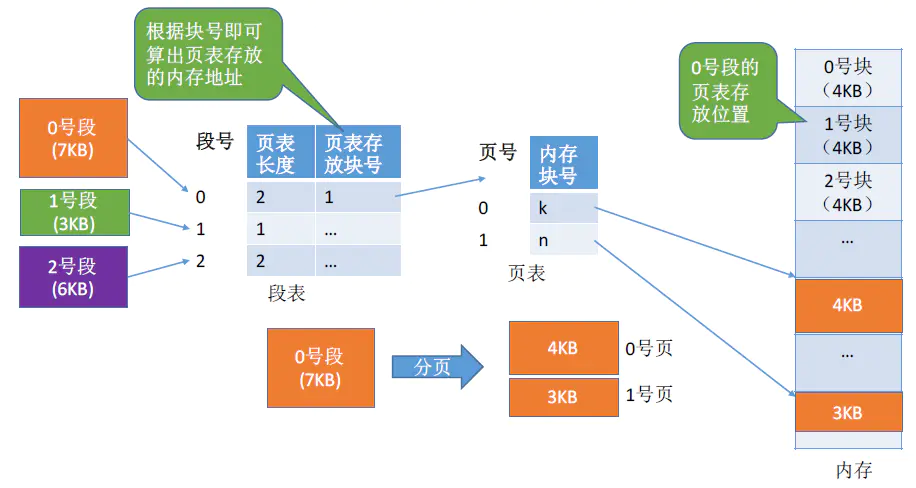 根据块号即可
算出页表存放
的内存地址
0号段的
页表存
放位置
0号段
(7KB)
1号段
(3KB)
2号段
(6KB)
段号
页表
长度
页表存
放块号
0
2
1
1
1
...
2
2
...
段表
页号
内存
块号
0
k
1
n
页表
0号块
（4KB）
1号块
（4KB）
2号块
（4KB）
...
4KB
...
3KB
内存
0号段
(7KB)
分页
4KB
0号页
3KB
1号页